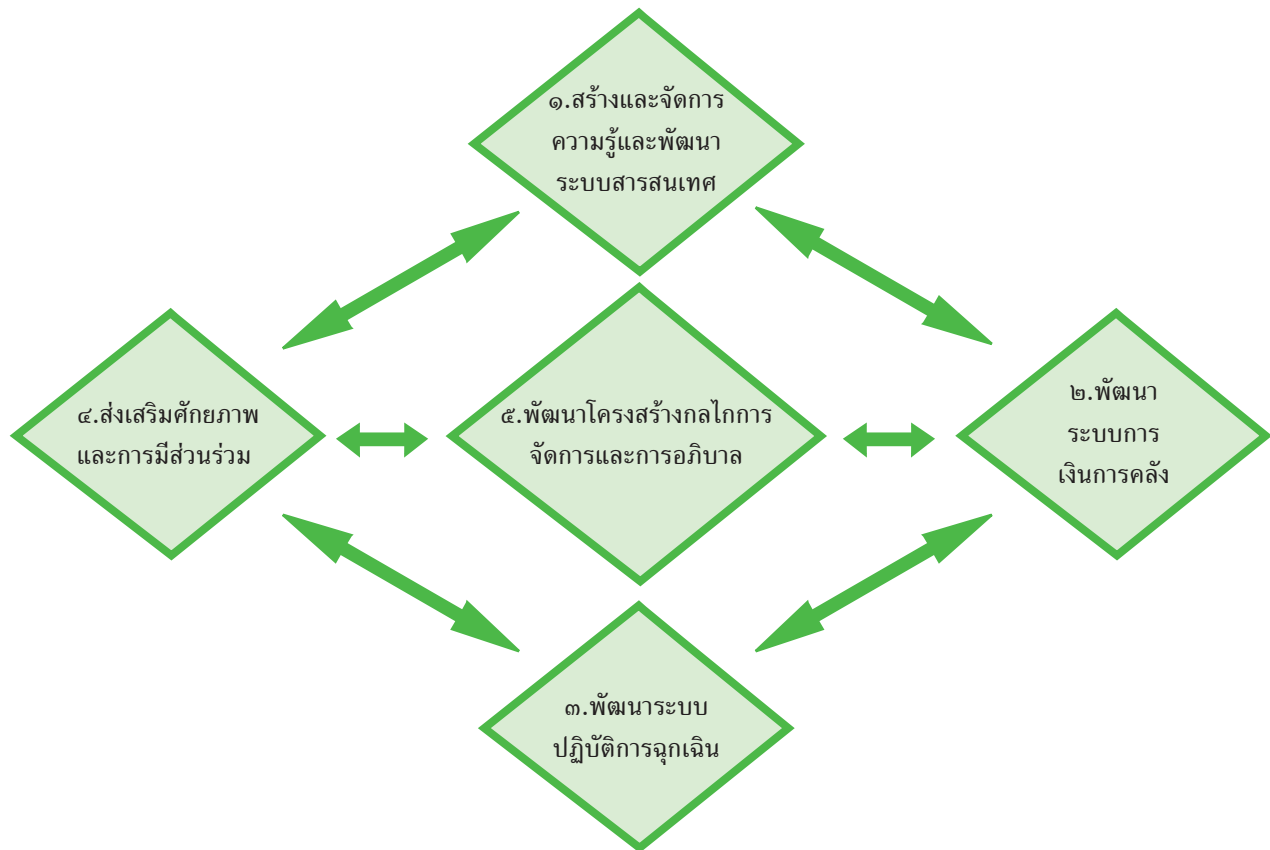 ๑.สร้างและจัดการ
ความรู้และพัฒนา
ระบบสารสนเทศ
๔.ส่งเสริมศักยภาพ
และการมีส่วนร่วม
๕.พัฒนาโครงสร้างกลไกการ
จัดการและการอภิบาล
๒.พัฒนา
ระบบการ
เงินการคลัง
๓.พัฒนาระบบ
ปฏิบัติการฉุกเฉิน